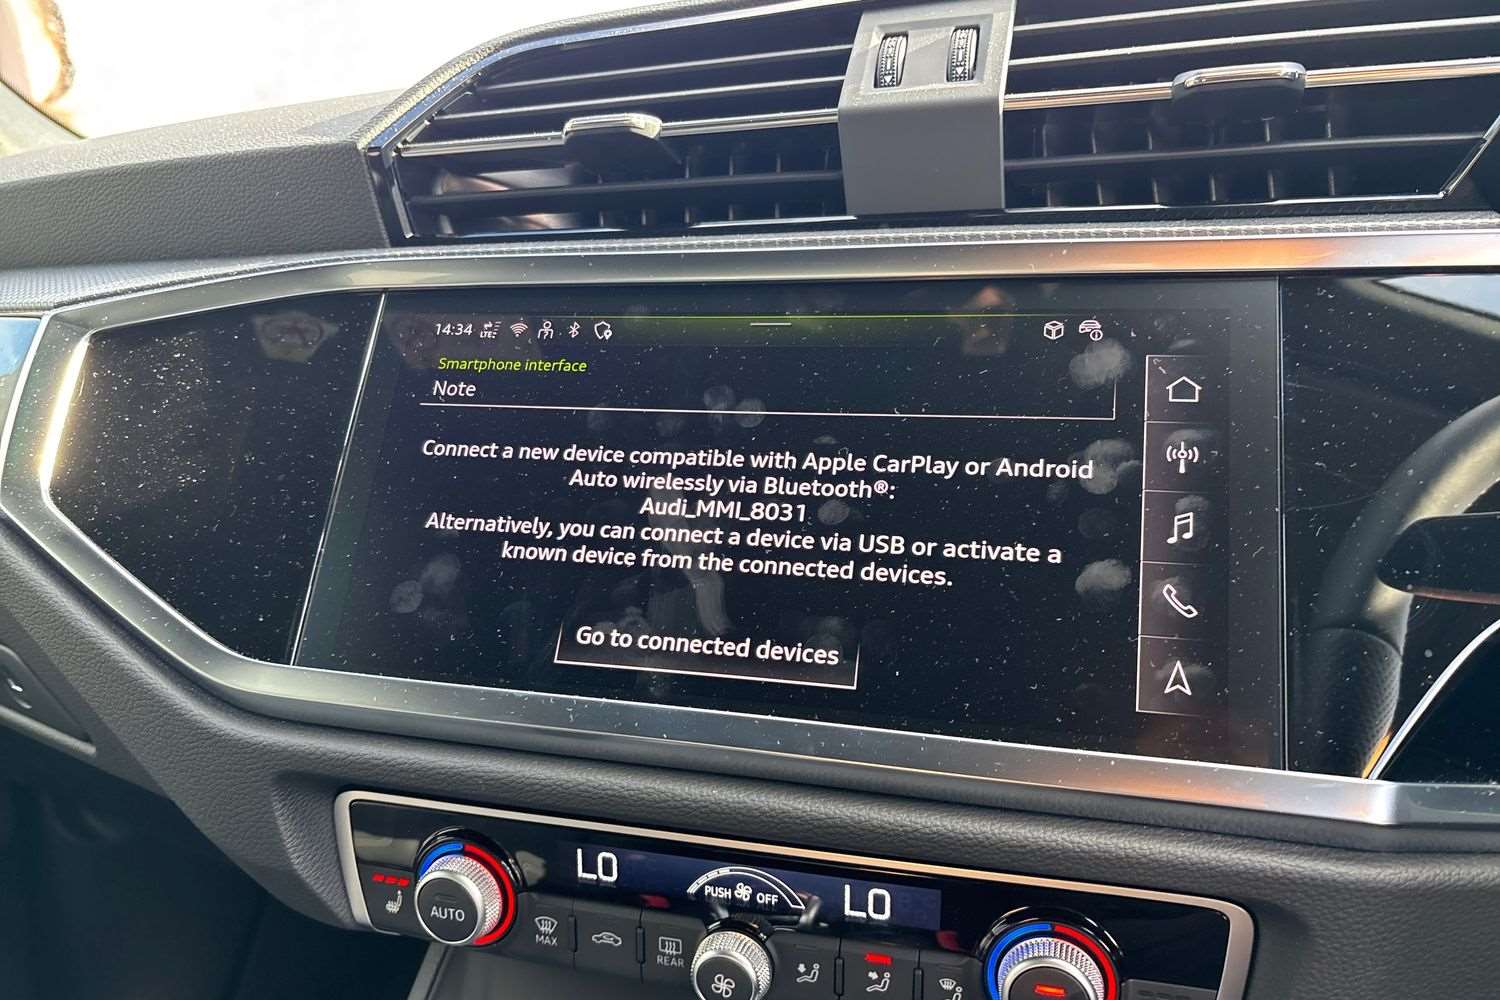 14:34 LTE
Smartphone interface
Note
Connect a new device compatible with Apple CarPlay or Android
Auto wirelessly via Bluetooth®:
Audi_MMI_8031
Alternatively, you can connect a device via USB or activate a
known device from the connected devices.
Go to connected devices
LO
PUSH OFF
LO
AUTO
MAX
REAR